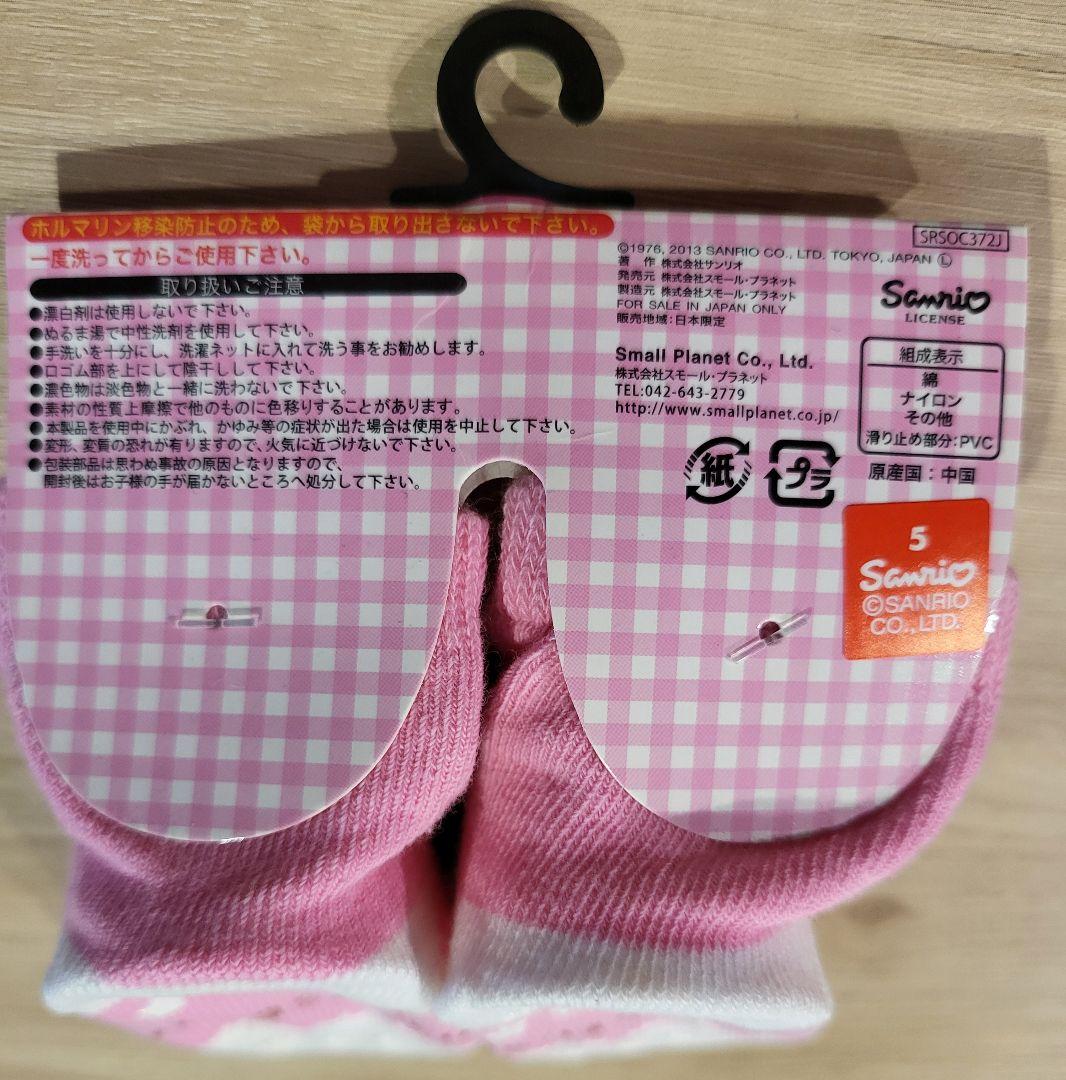 ホルマリン移染防止のため、袋から取り出さないで下さい。
一度洗ってからご使用下さい。
取り扱いご注意
●漂白剤は使用しないで下さい。
●ぬるま湯で中性洗剤を使用して下さい。
●手洗いを十分にし、洗濯ネットに入れて洗う事をお勧めします。
●口ゴム部を上にして陰干しして下さい。
●濃色物は淡色物と一緒に洗わないで下さい。
●素材の性質上摩擦で他のものに色移りすることがあります。
●本製品を使用中にかぶれ、かゆみ等の症状が出た場合は使用を中止して下さい。
●変形、変質の恐れが有りますので、火気に近づけないで下さい。
●包装部品は思わぬ事故の原因となりますので、
開封後はお子様の手が届かないところへ処分して下さい。
SRSOC372J
©1976, 2013 SANRIO CO., LTD. TOKYO, JAPAN Ⓛ
著 作 株式会社サンリオ
発売元 株式会社スモール・プラネット
製造元 株式会社スモール・プラネット
FOR SALE IN JAPAN ONLY
販売地域:日本限定
Small Planet Co., Ltd.
株式会社スモール・プラネット
TEL:042-643-2779
http://www.smallplanet.co.jp/
紙
プラ
Sanrio
LICENSE
組成表示
綿
ナイロン
その他
滑り止め部分:PVC
原産国:中国
5
Sanrio
©SANRIO
CO.,LTD.